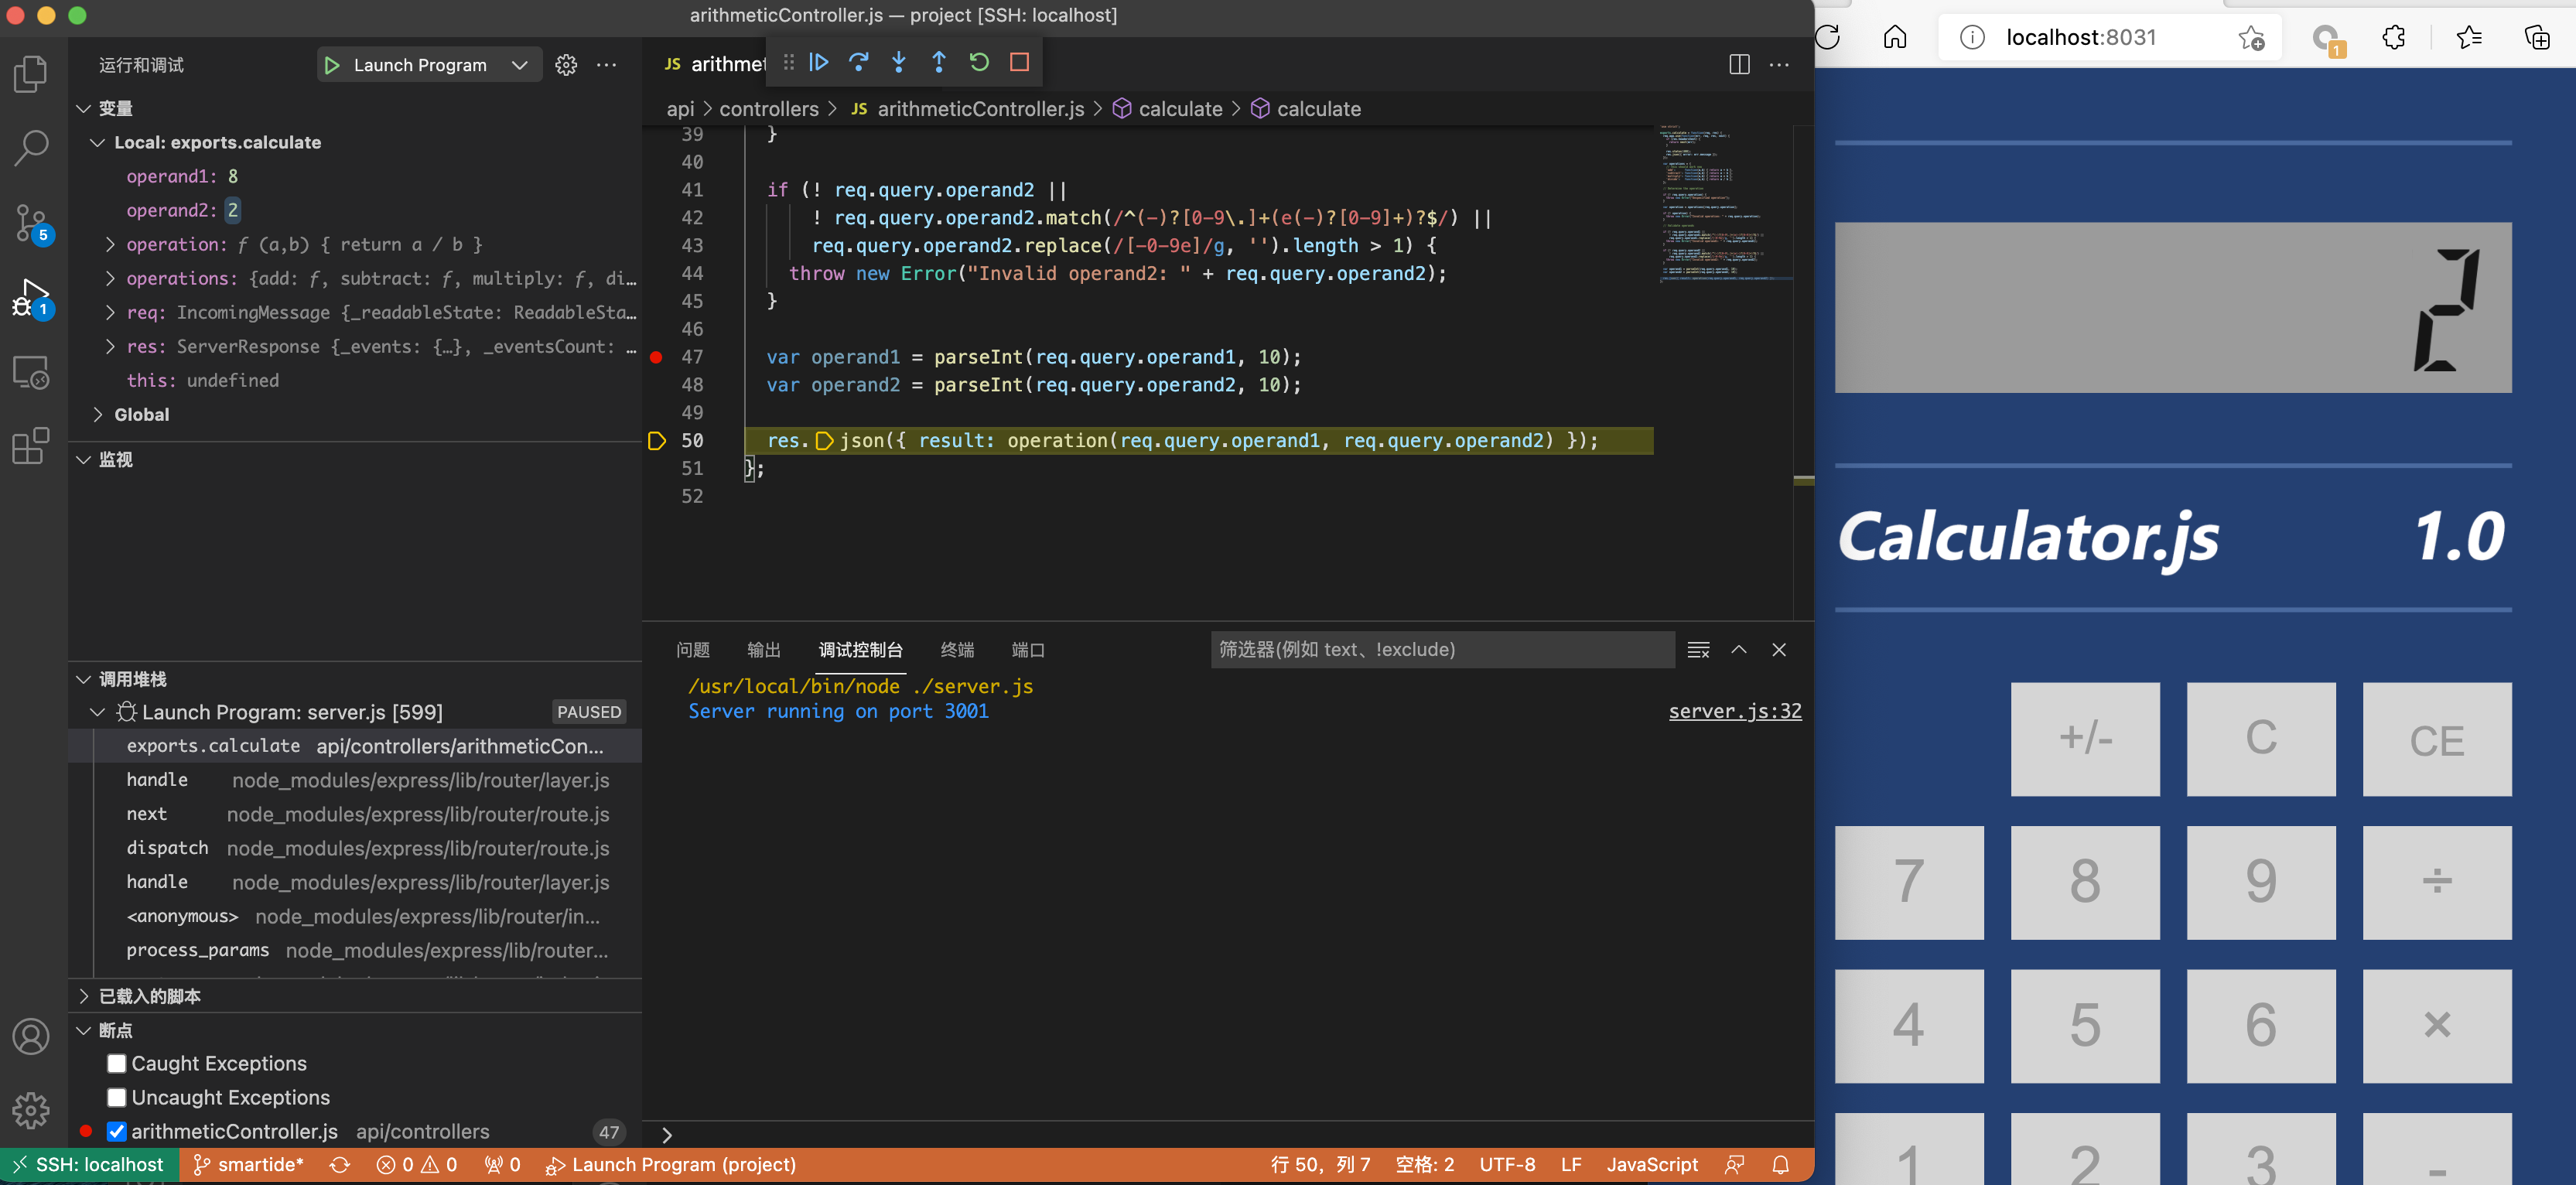 arithmeticController.js — project [SSH: localhost]
运行和调试
Launch Program
变量
Local: exports.calculate
operand1: 8
operand2: 2
operation: ƒ (a,b) { return a / b }
operations: {add: ƒ, subtract: ƒ, multiply: ƒ, di…
req: IncomingMessage {_readableState: ReadableSta…
res: ServerResponse {_events: {…}, _eventsCount: …
this: undefined
Global
监视
调用堆栈
Launch Program: server.js [599] PAUSED
exports.calculate api/controllers/arithmeticCon...
handle node_modules/express/lib/router/layer.js
next node_modules/express/lib/router/route.js
dispatch node_modules/express/lib/router/route.js
handle node_modules/express/lib/router/layer.js
<anonymous> node_modules/express/lib/router/in...
process_params node_modules/express/lib/router...
已载入的脚本
断点
Caught Exceptions
Uncaught Exceptions
arithmeticController.js api/controllers 47
5
1
JS arithmet
api > controllers > JS arithmeticController.js > calculate > calculate
39 }
40
41 if (! req.query.operand2 ||
42 ! req.query.operand2.match(/^(-)?[0-9\.]+(e(-)?[0-9]+)?$/) ||
43 req.query.operand2.replace(/[-0-9e]/g, '').length > 1) {
44 throw new Error("Invalid operand2: " + req.query.operand2);
45 }
46
47 var operand1 = parseInt(req.query.operand1, 10);
48 var operand2 = parseInt(req.query.operand2, 10);
49
50 res.json({ result: operation(req.query.operand1, req.query.operand2) });
51 };
52
问题 输出 调试控制台 终端 端口
筛选器(例如 text、!exclude)
/usr/local/bin/node ./server.js
Server running on port 3001 server.js:32
SSH: localhost smartide* 0 0 0 Launch Program (project) 行 50，列 7 空格: 2 UTF-8 LF JavaScript
localhost:8031
1
2
Calculator.js 1.0
+/- C CE
7 8 9 ÷
4 5 6 ×
1 2 3 -